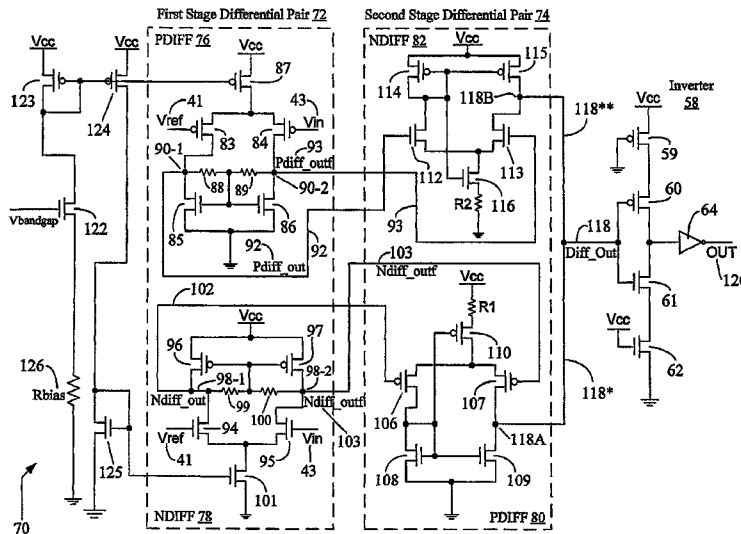 First Stage Differential Pair 72
Second Stage Differential Pair 74
Vcc
Vcc
PDIFF 76
Vcc
NDIFF 82
Vcc
115
123
124
87
114
118B
Inverter
58
Vcc
41
43
Vref
Vin
83
84
93
Pdiff_outf
90-1
90-2
88
89
112
113
118**
59
116
R2
60
64
Vbandgap
122
85
86
92
Pdiff_out
92
93
103
Ndiff_outf
118
Diff_Out
OUT
120
61
102
Vcc
Vcc
R1
Vcc
62
96
97
110
126
Rbias
98-1
98-2
Ndiff_out
99
100
Ndiff_outf
103
106
107
118*
118A
Vref
94
Vin
41
95
43
125
101
108
109
70
NDIFF 78
PDIFF 80